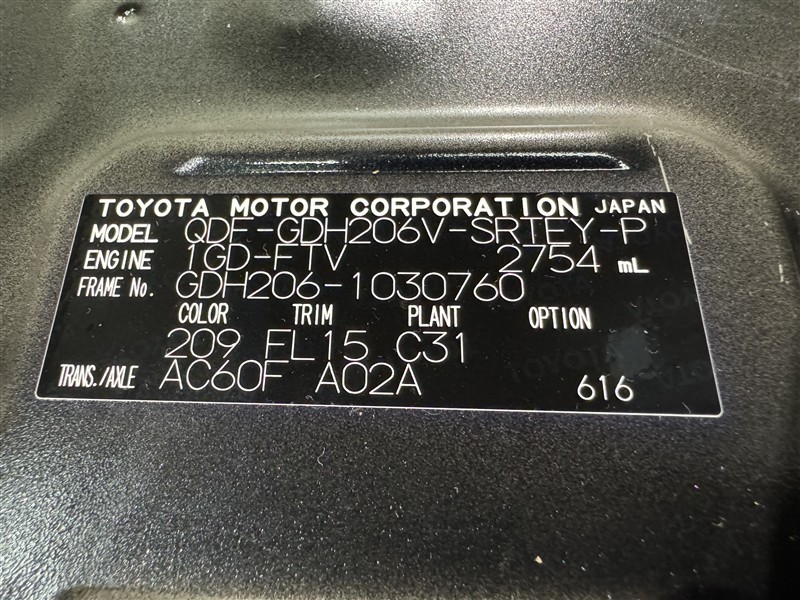 TOYOTA MOTOR CORPORATION JAPAN
MODEL QDF-GDH206V-SRTEY-P
ENGINE 1GD-FTV 2754 mL
FRAME No. GDH206-1030760
COLOR TRIM PLANT OPTION
209 FL15 C31
TRANS./AXLE AC60F A02A 616